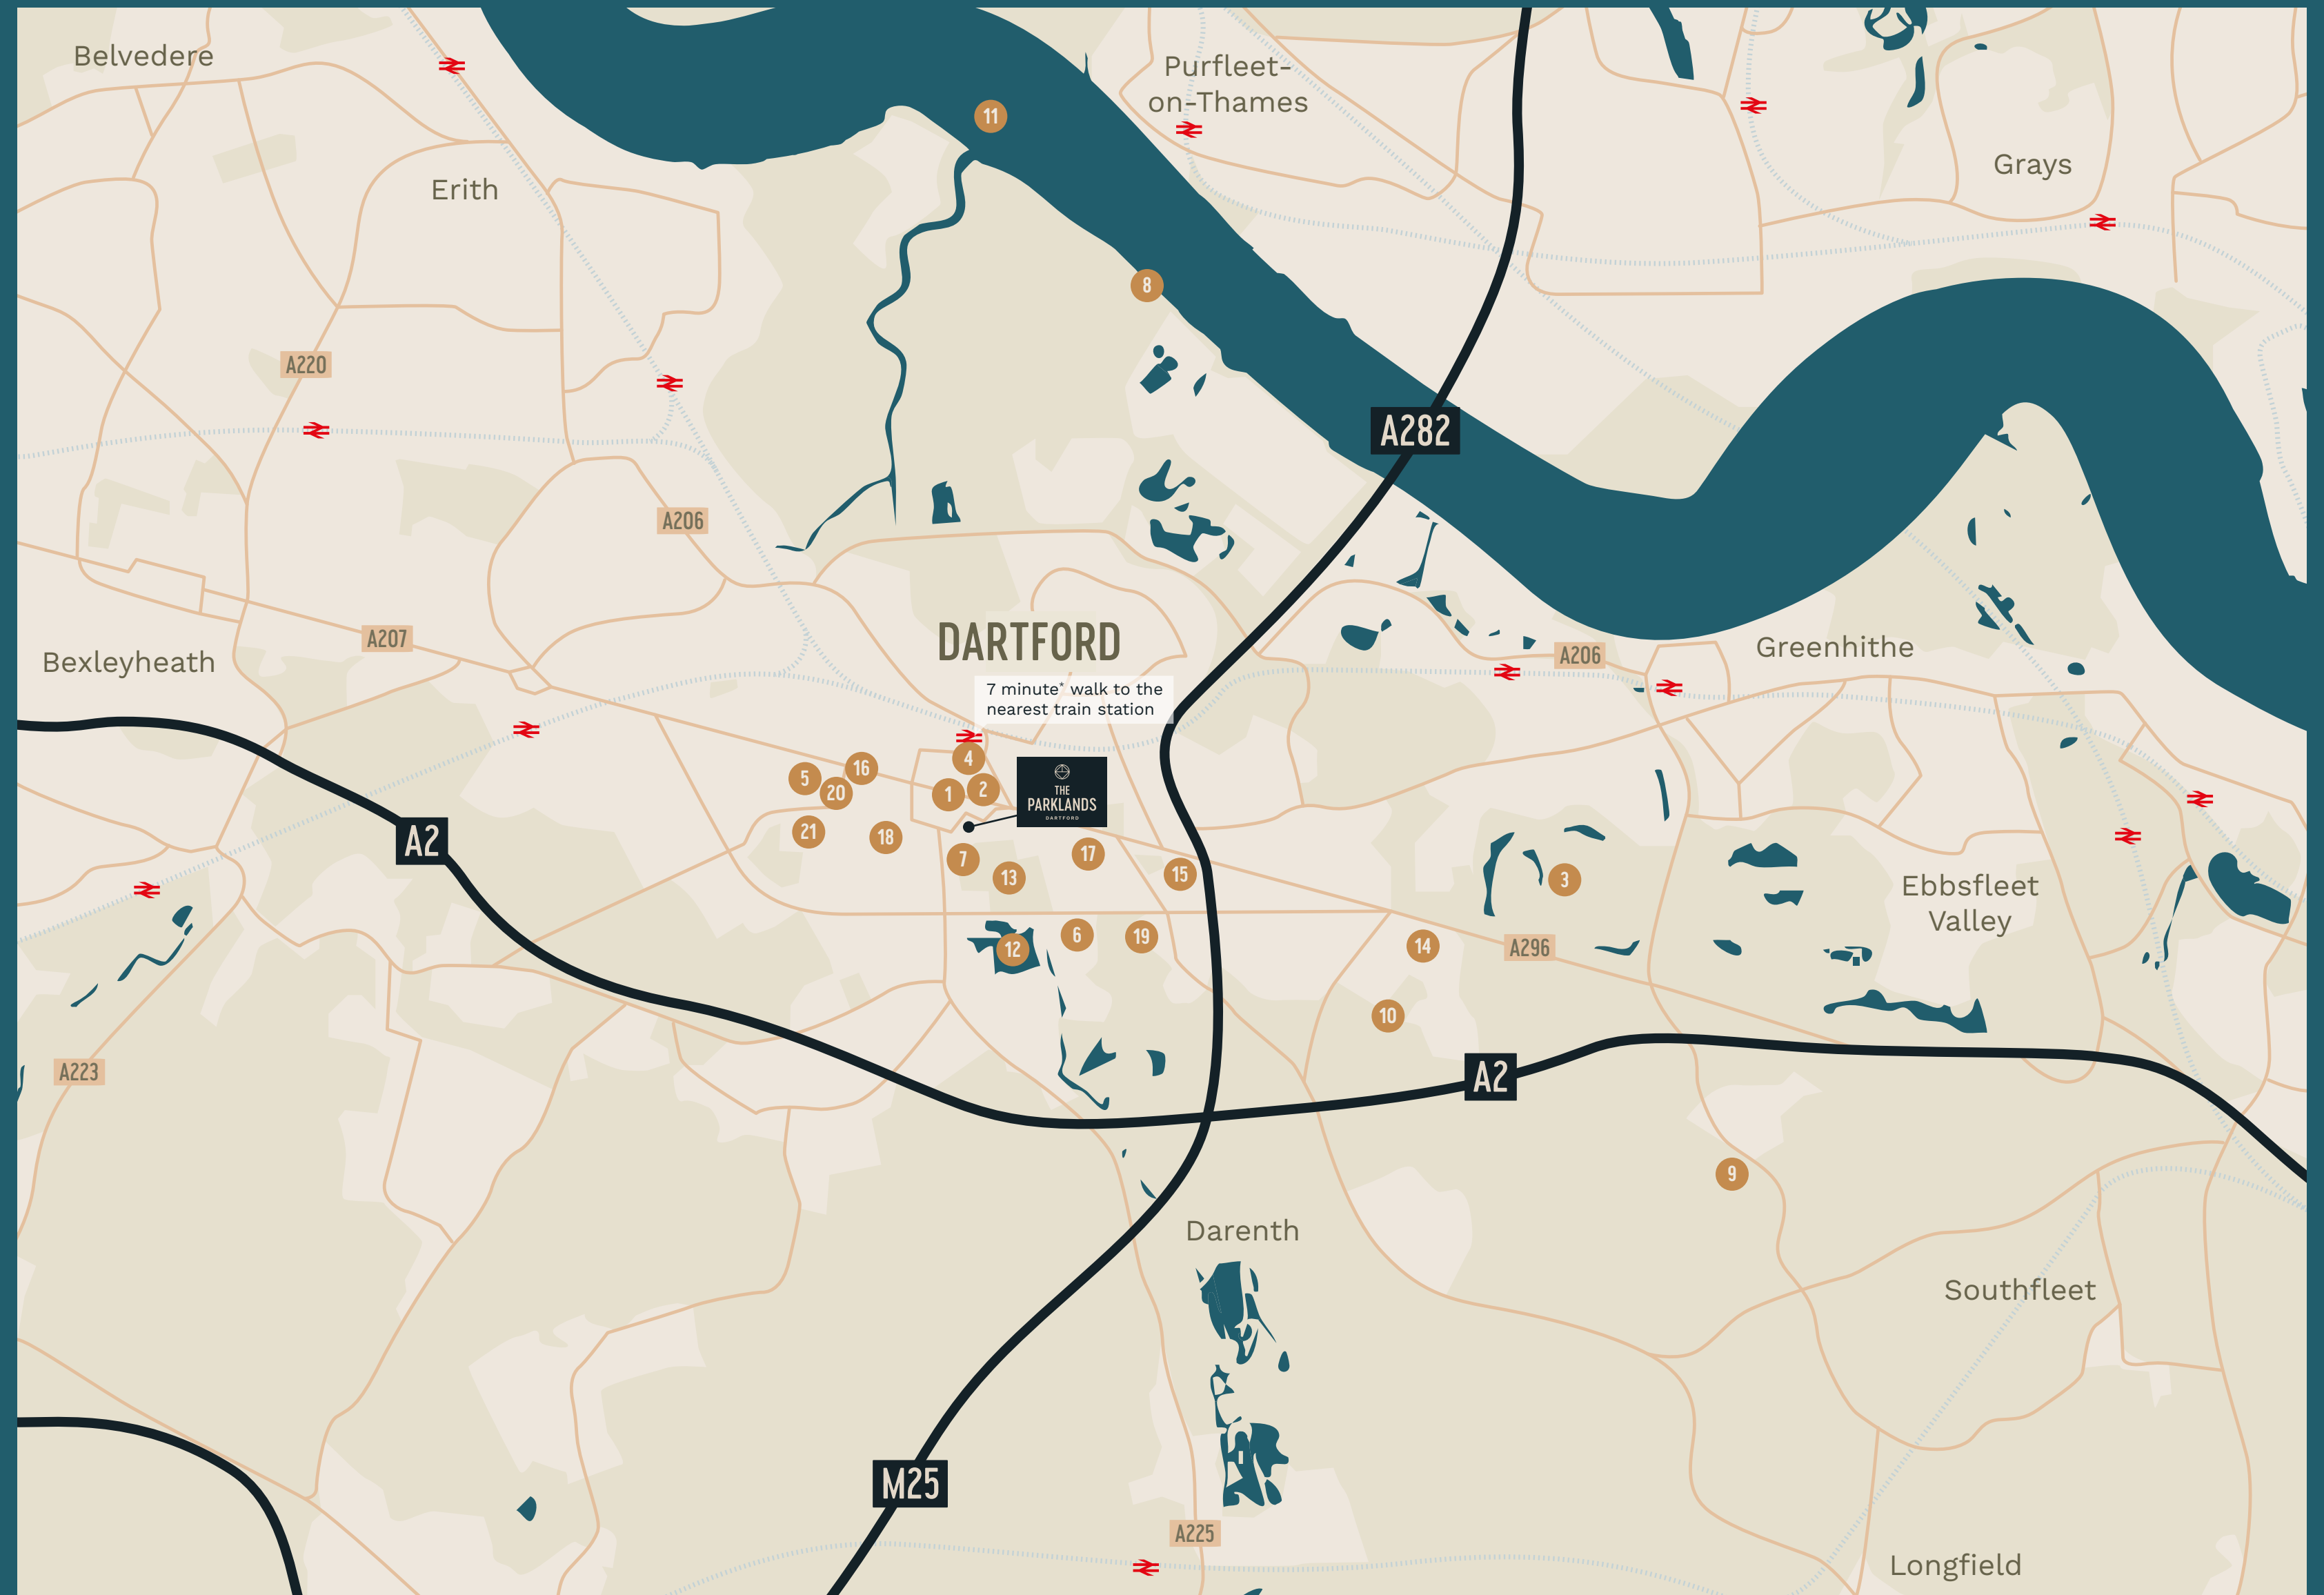 Belvedere
Purfleet-
on-Thames
11
Grays
Erith
8
A220
A282
A206
A207
DARTFORD
Bexleyheath
A206
Greenhithe
7 minute* walk to the
nearest train station
4
16
5
20
1
2
THE
PARKLANDS
DARTFORD
21
18
A2
7
17
13
15
3
Ebbsfleet
Valley
6
19
12
14
A296
10
A223
A2
9
Darenth
Southfleet
M25
A225
Longfield